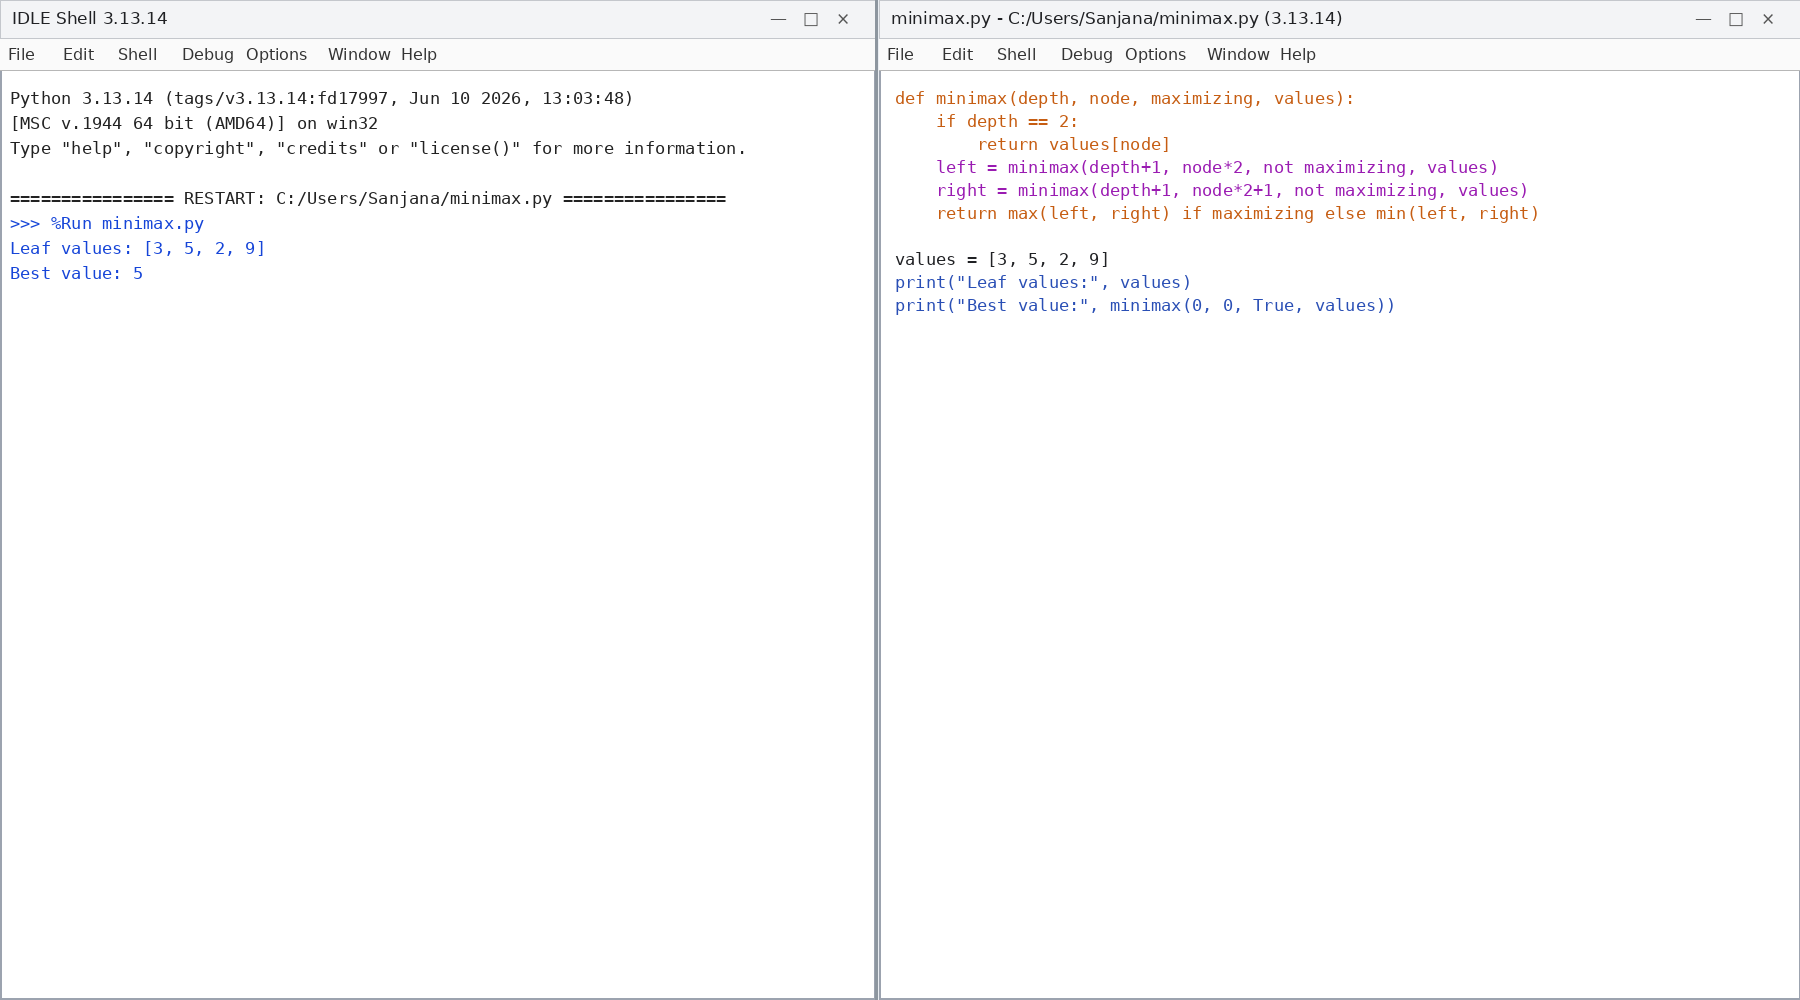 IDLE Shell 3.13.14
File Edit Shell Debug Options Window Help
Python 3.13.14 (tags/v3.13.14:fd17997, Jun 10 2026, 13:03:48)
[MSC v.1944 64 bit (AMD64)] on win32
Type "help", "copyright", "credits" or "license()" for more information.
================ RESTART: C:/Users/Sanjana/minimax.py ================
>>> %Run minimax.py
Leaf values: [3, 5, 2, 9]
Best value: 5
minimax.py - C:/Users/Sanjana/minimax.py (3.13.14)
File Edit Shell Debug Options Window Help
def minimax(depth, node, maximizing, values):
    if depth == 2:
        return values[node]
    left = minimax(depth+1, node*2, not maximizing, values)
    right = minimax(depth+1, node*2+1, not maximizing, values)
    return max(left, right) if maximizing else min(left, right)
values = [3, 5, 2, 9]
print("Leaf values:", values)
print("Best value:", minimax(0, 0, True, values))